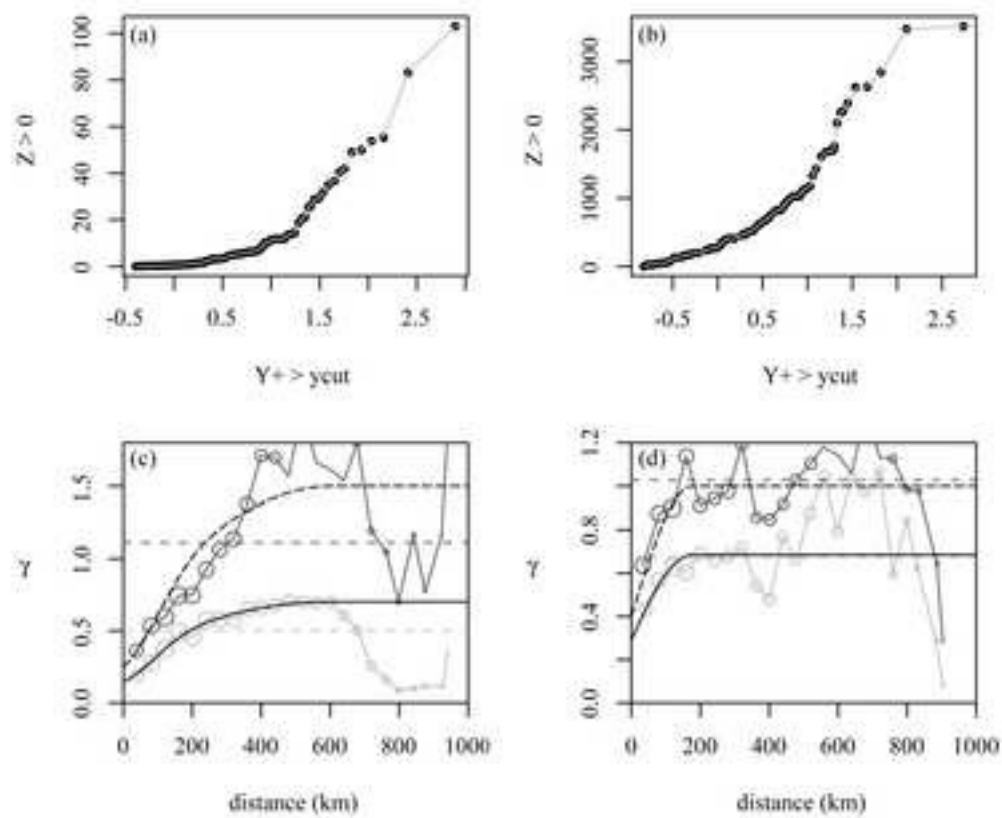 (a)
Z > 0
0 20 40 60 80 100
-0.5 0.5 1.5 2.5
Y+ > ycut
(b)
Z > 0
0 1000 2000 3000
-0.5 0.5 1.5 2.5
Y+ > ycut
(c)
γ
0.0 0.5 1.0 1.5
0 200 400 600 800 1000
distance (km)
(d)
γ
0.0 0.4 0.8 1.2
0 200 400 600 800 1000
distance (km)